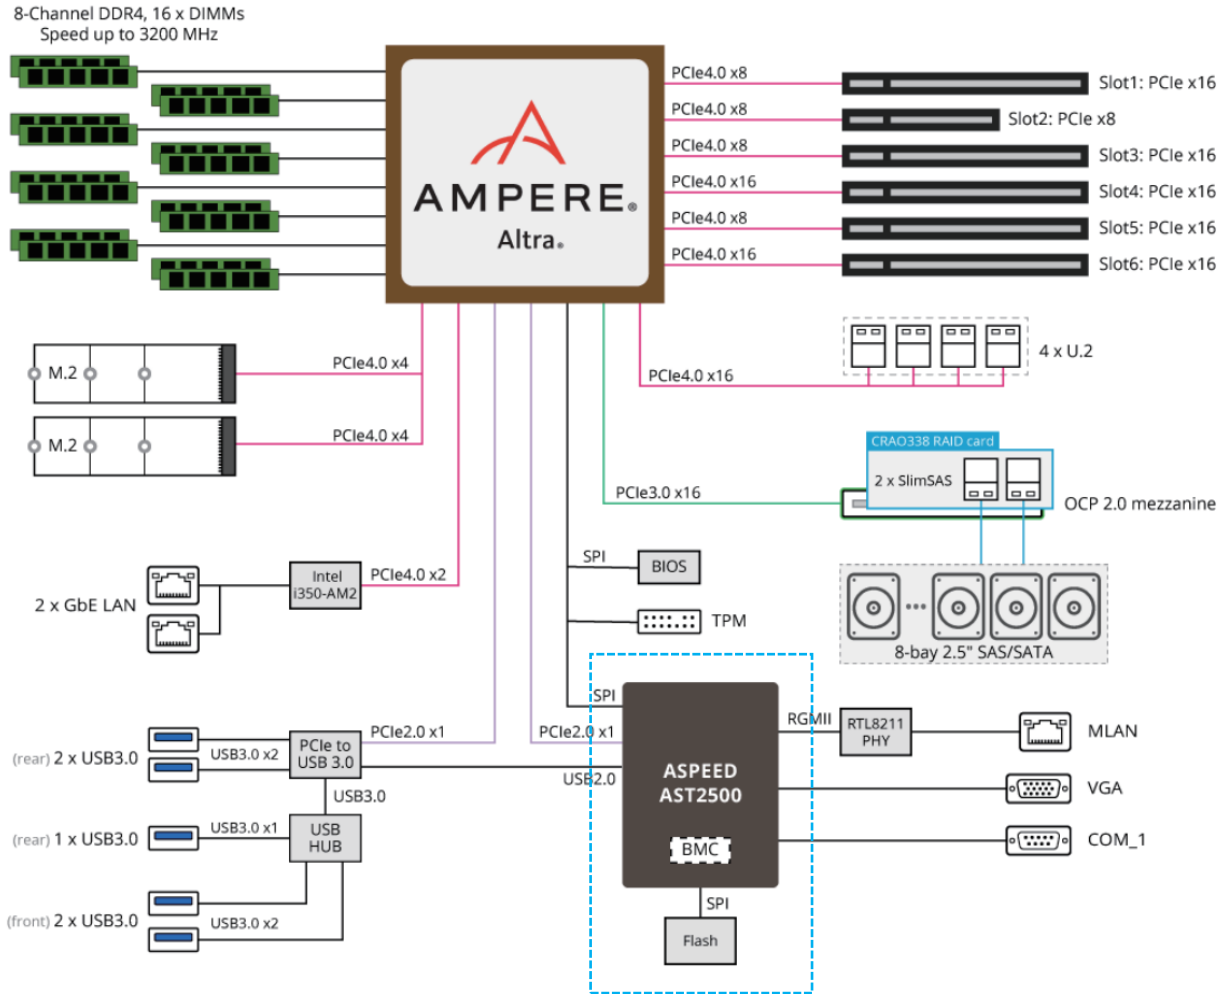 8-Channel DDR4, 16 x DIMMs
Speed up to 3200 MHz
AMPERE®
Altra®
PCIe4.0 x8
Slot1: PCIe x16
PCIe4.0 x8
Slot2: PCIe x8
PCIe4.0 x8
Slot3: PCIe x16
PCIe4.0 x16
Slot4: PCIe x16
PCIe4.0 x8
Slot5: PCIe x16
PCIe4.0 x16
Slot6: PCIe x16
M.2
PCIe4.0 x4
M.2
PCIe4.0 x4
PCIe4.0 x16
4 x U.2
CRAO338 RAID card
2 x SlimSAS
PCIe3.0 x16
OCP 2.0 mezzanine
8-bay 2.5" SAS/SATA
2 x GbE LAN
Intel
i350-AM2
PCIe4.0 x2
SPI
BIOS
TPM
SPI
PCIe2.0 x1
PCIe2.0 x1
USB2.0
(rear) 2 x USB3.0
USB3.0 x2
PCIe to
USB 3.0
USB3.0
(rear) 1 x USB3.0
USB3.0 x1
USB
HUB
(front) 2 x USB3.0
USB3.0 x2
ASPEED
AST2500
BMC
SPI
Flash
RGMII
RTL8211
PHY
MLAN
VGA
COM_1